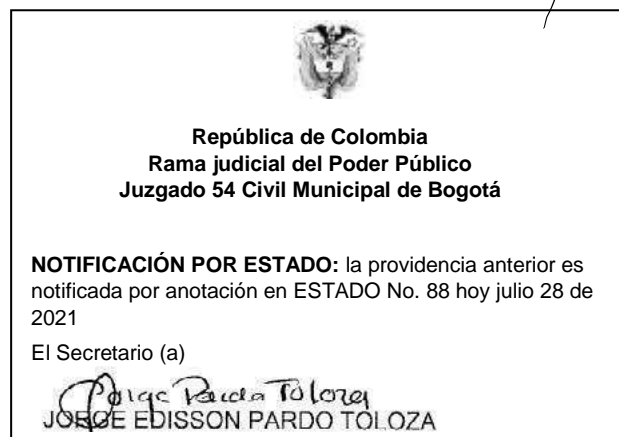 República de Colombia
Rama judicial del Poder Público
Juzgado 54 Civil Municipal de Bogotá
NOTIFICACIÓN POR ESTADO: la providencia anterior es
notificada por anotación en ESTADO No. 88 hoy julio 28 de
2021
El Secretario (a)
Jorge Pardo Toloza
JORGE EDISSON PARDO TOLOZA